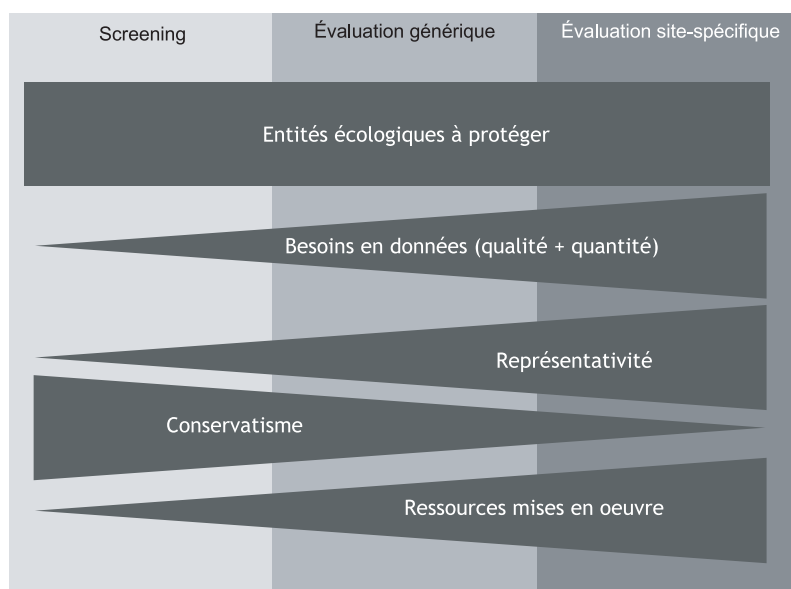 Screening
Évaluation générique
Évaluation site-spécifique
Entités écologiques à protéger
Besoins en données (qualité + quantité)
Représentativité
Conservatisme
Ressources mises en oeuvre